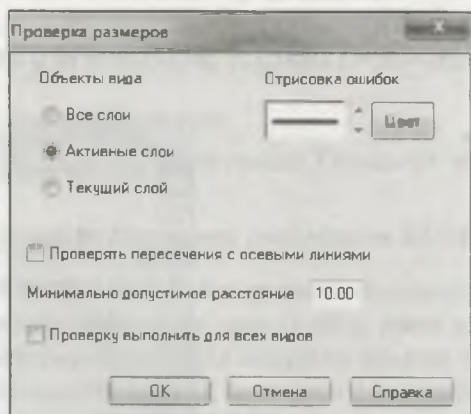 Проверка размеров
Объекты вида
Отрисовка ошибок
Все слои
Цвет
Активные слои
Текущий слой
Проверять пересечения с осевыми линиями
Минимально допустимое расстояние 10.00
Проверку выполнить для всех видов
OK Отмена Справка